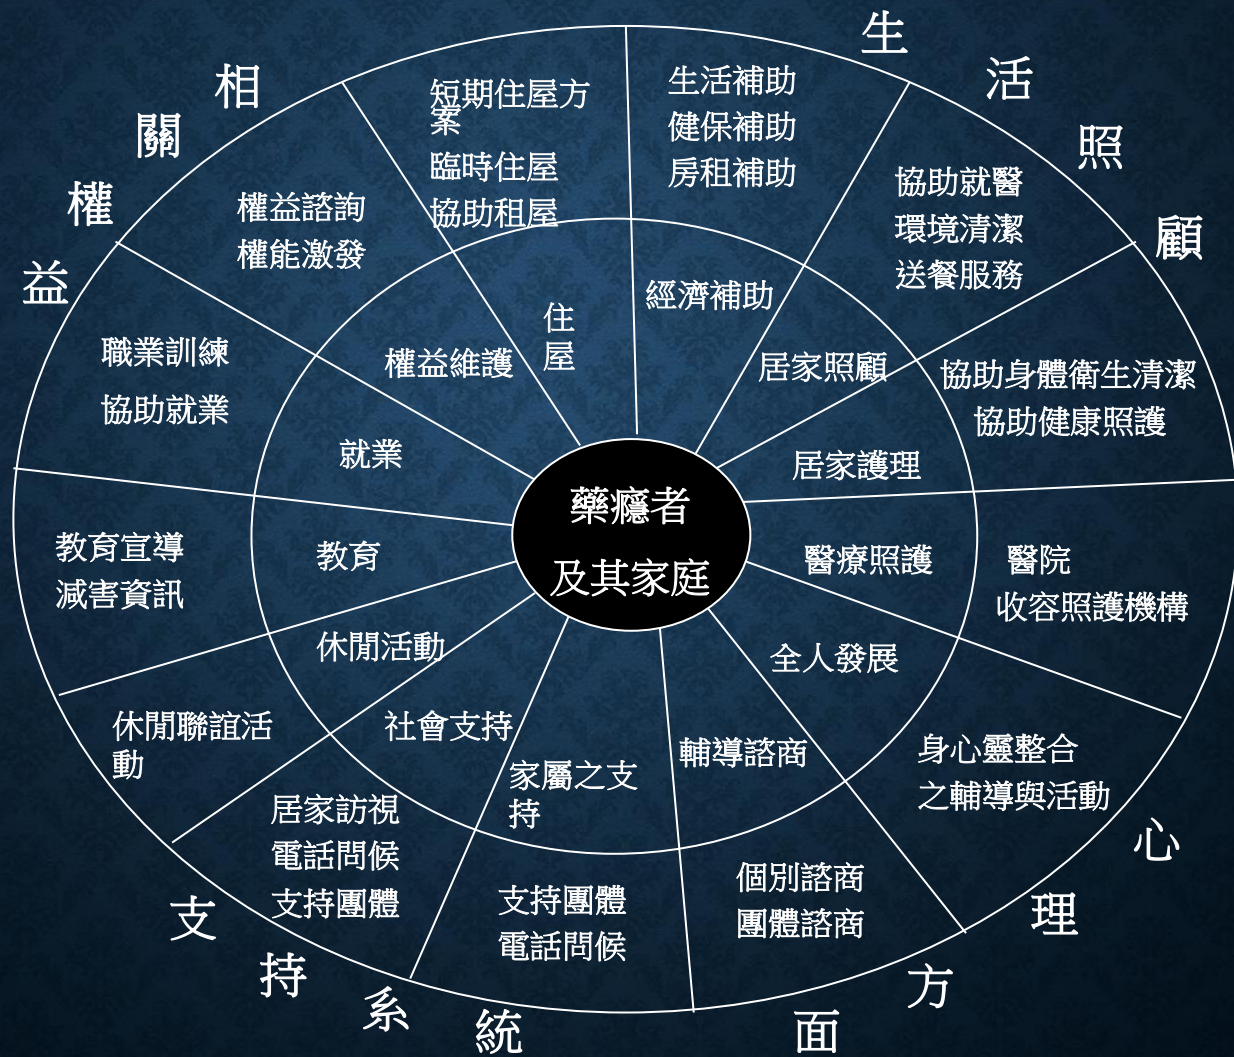 生活照顧
相關權益
心理方面
支持系統
藥癮者
及其家庭
經濟補助
生活補助
健保補助
房租補助
居家照顧
協助就醫
環境清潔
送餐服務
居家護理
協助身體衛生清潔
協助健康照護
醫療照護
醫院
收容照護機構
全人發展
身心靈整合
之輔導與活動
輔導諮商
個別諮商
團體諮商
家屬之支
持
支持團體
電話問候
社會支持
居家訪視
電話問候
支持團體
休閒活動
休閒聯誼活
動
教育
教育宣導
減害資訊
就業
職業訓練
協助就業
權益維護
權益諮詢
權能激發
住
屋
短期住屋方
案
臨時住屋
協助租屋